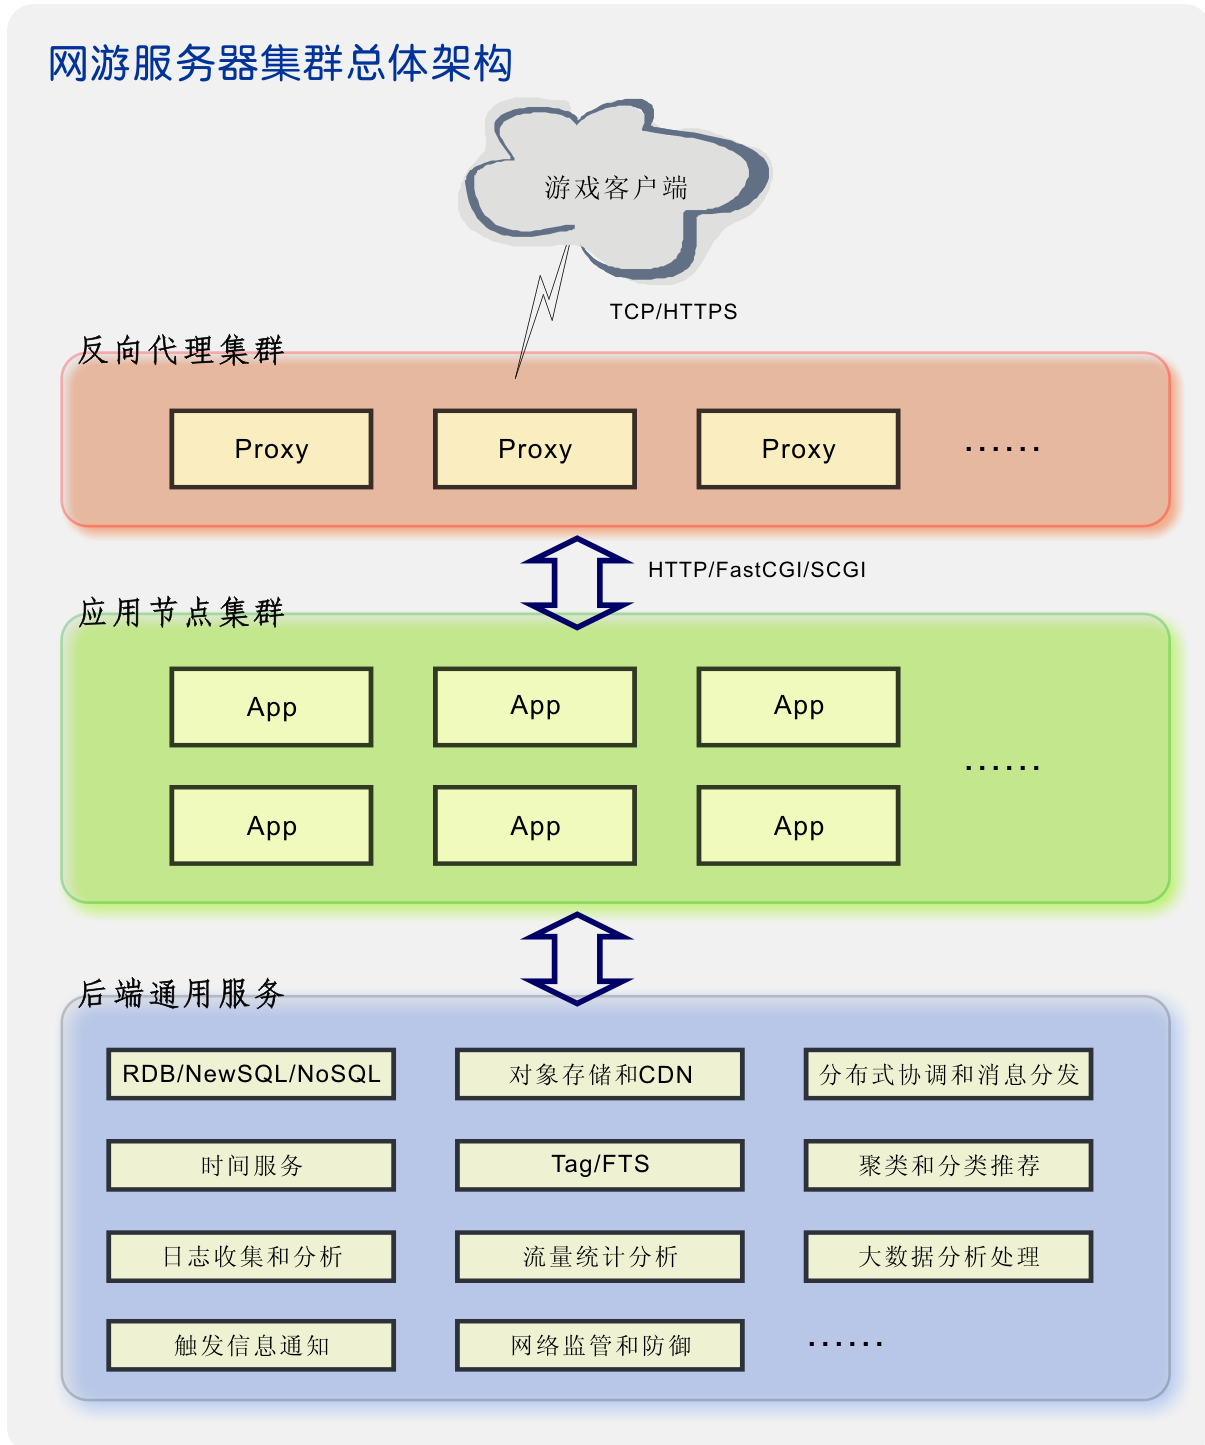 网游服务器集群总体架构
游戏客户端
TCP/HTTPS
反向代理集群
Proxy
Proxy
Proxy
······
HTTP/FastCGI/SCGI
应用节点集群
App
App
App
······
App
App
App
后端通用服务
RDB/NewSQL/NoSQL
对象存储和CDN
分布式协调和消息分发
时间服务
Tag/FTS
聚类和分类推荐
日志收集和分析
流量统计分析
大数据分析处理
触发信息通知
网络监管和防御
······